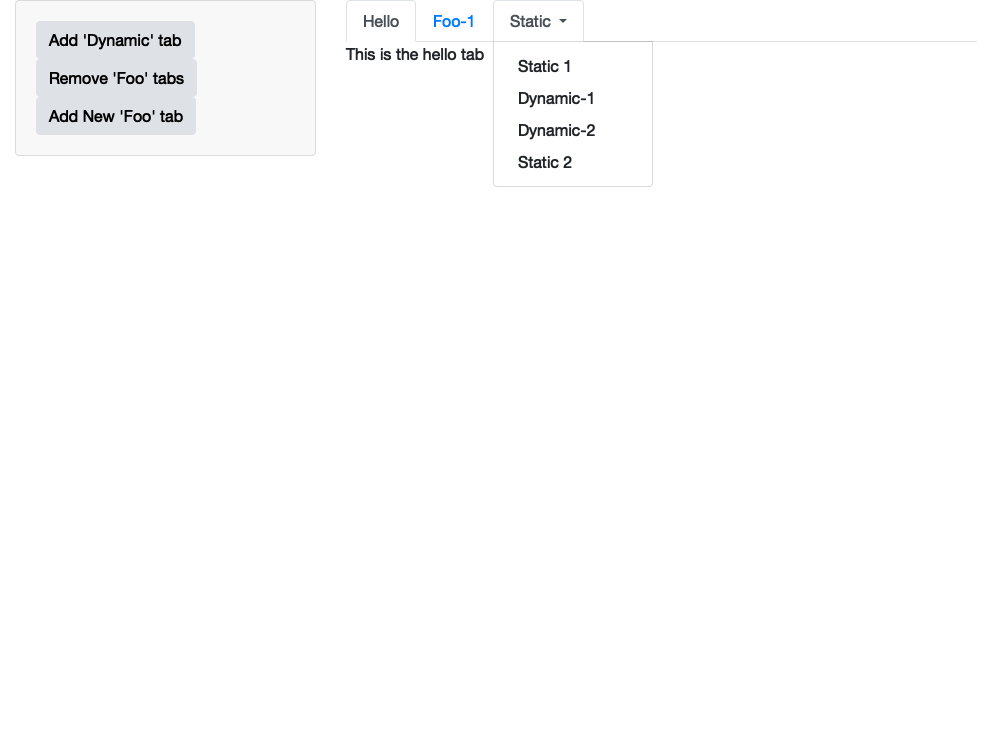 Add 'Dynamic' tab
Remove 'Foo' tabs
Add New 'Foo' tab
Hello
Foo-1
Static
This is the hello tab
Static 1
Dynamic-1
Dynamic-2
Static 2